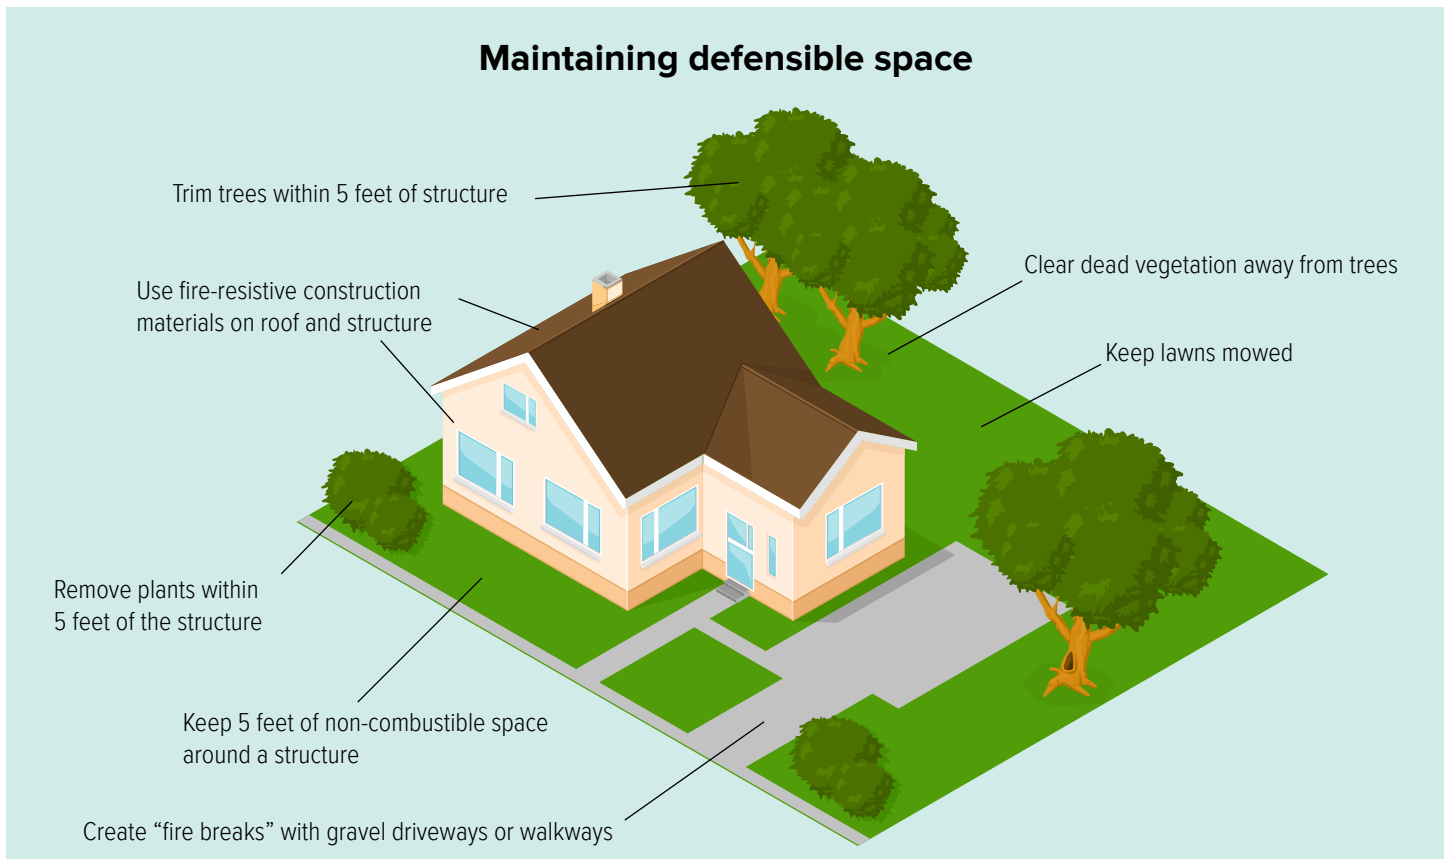 Maintaining defensible space
Trim trees within 5 feet of structure
Clear dead vegetation away from trees
Use fire-resistive construction
materials on roof and structure
Keep lawns mowed
Remove plants within
5 feet of the structure
Keep 5 feet of non-combustible space
around a structure
Create “fire breaks” with gravel driveways or walkways